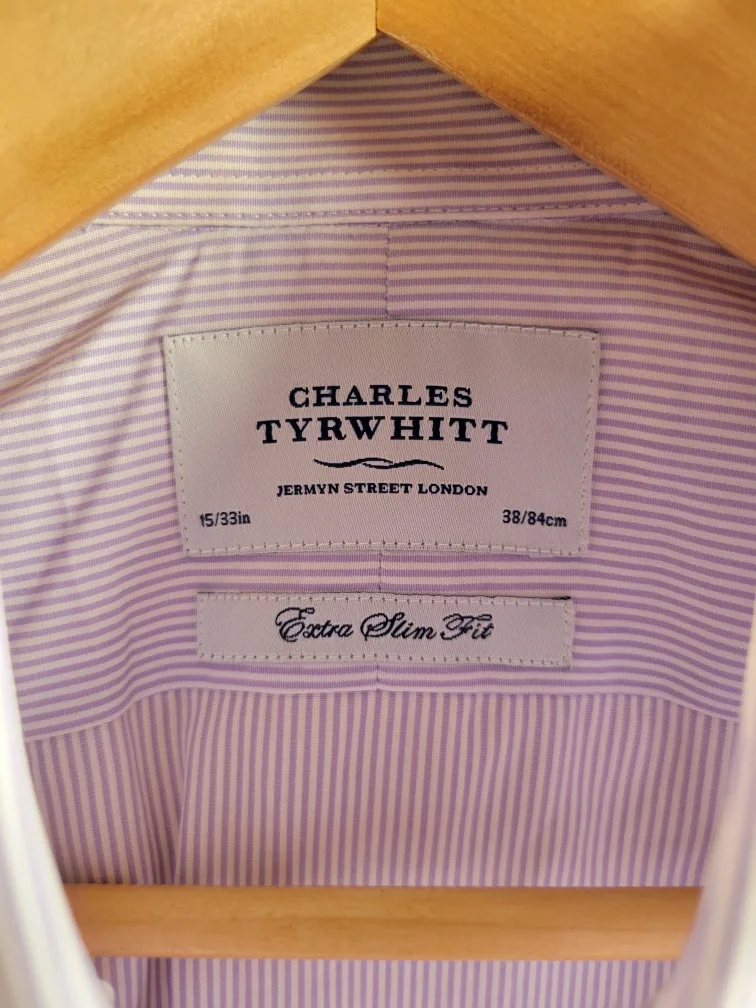 CHARLES
TYRWHITT
JERMYN STREET LONDON
15/33in 38/84cm
Extra Slim Fit